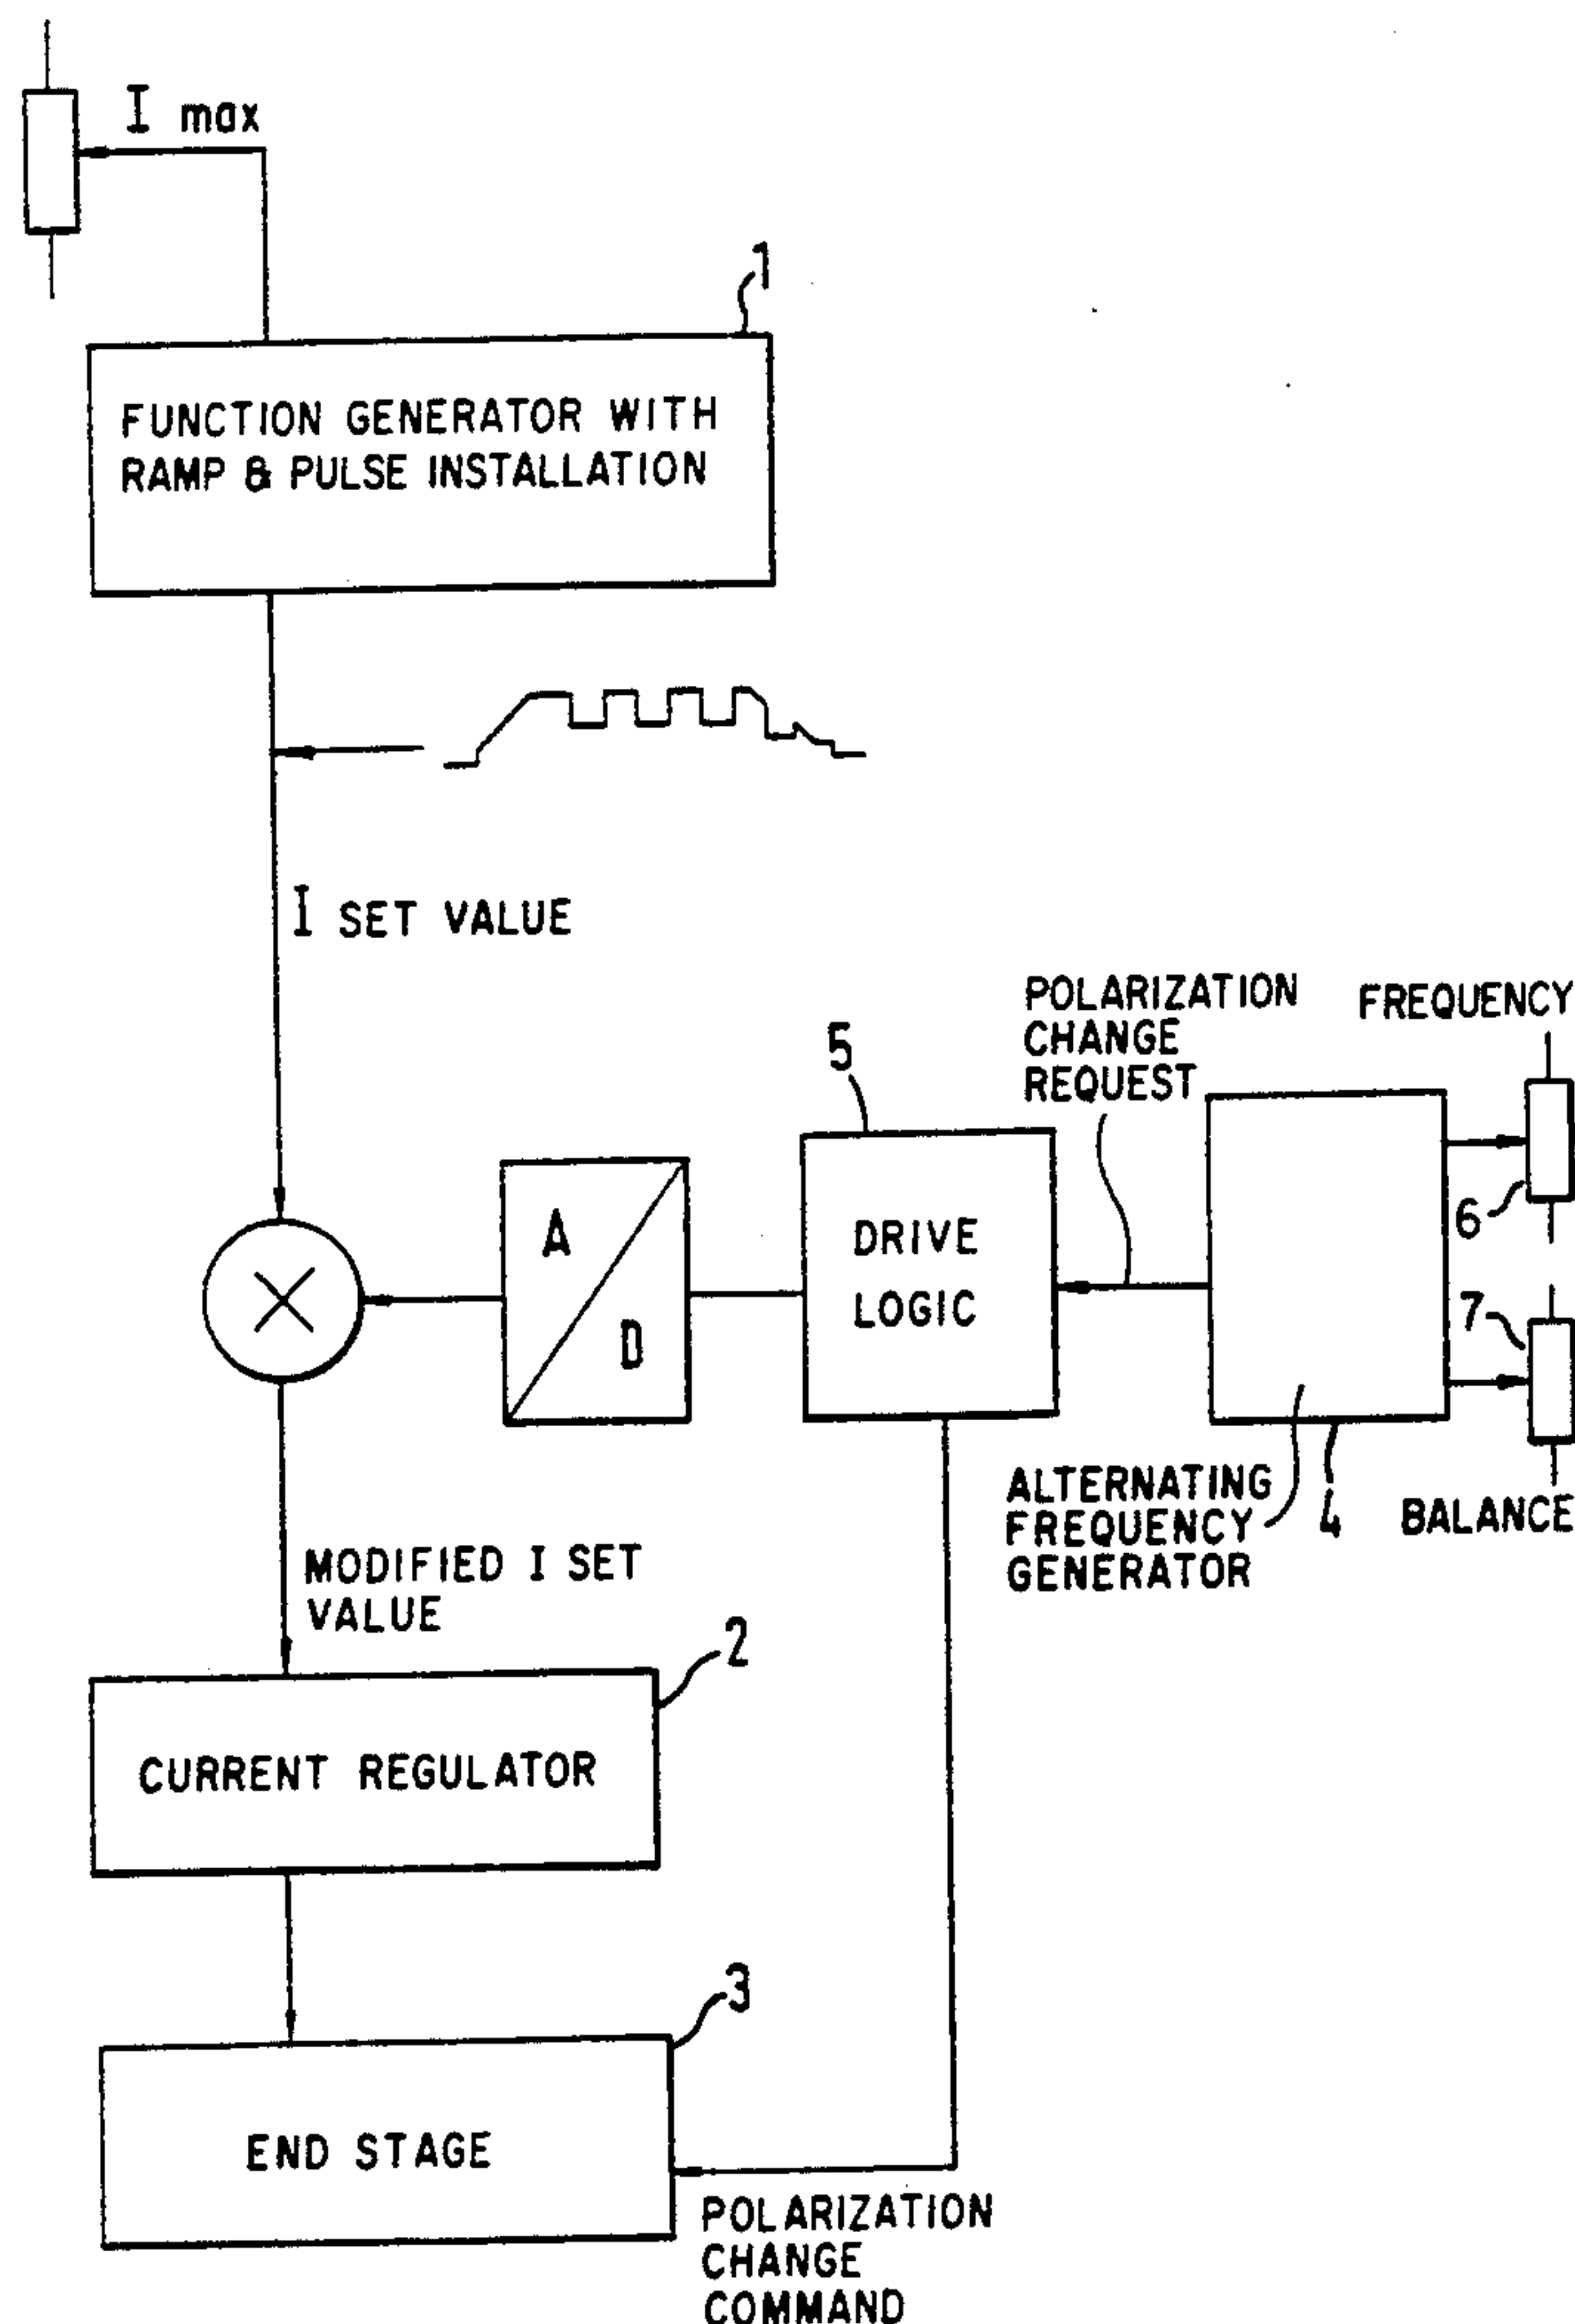 I max
1
FUNCTION GENERATOR WITH
RAMP & PULSE INSTALLATION
I SET VALUE
POLARIZATION
CHANGE
REQUEST
FREQUENCY
5
A
D
DRIVE
LOGIC
6
7
ALTERNATING
FREQUENCY
GENERATOR
4
BALANCE
MODIFIED I SET
VALUE
2
CURRENT REGULATOR
3
END STAGE
POLARIZATION
CHANGE
COMMAND